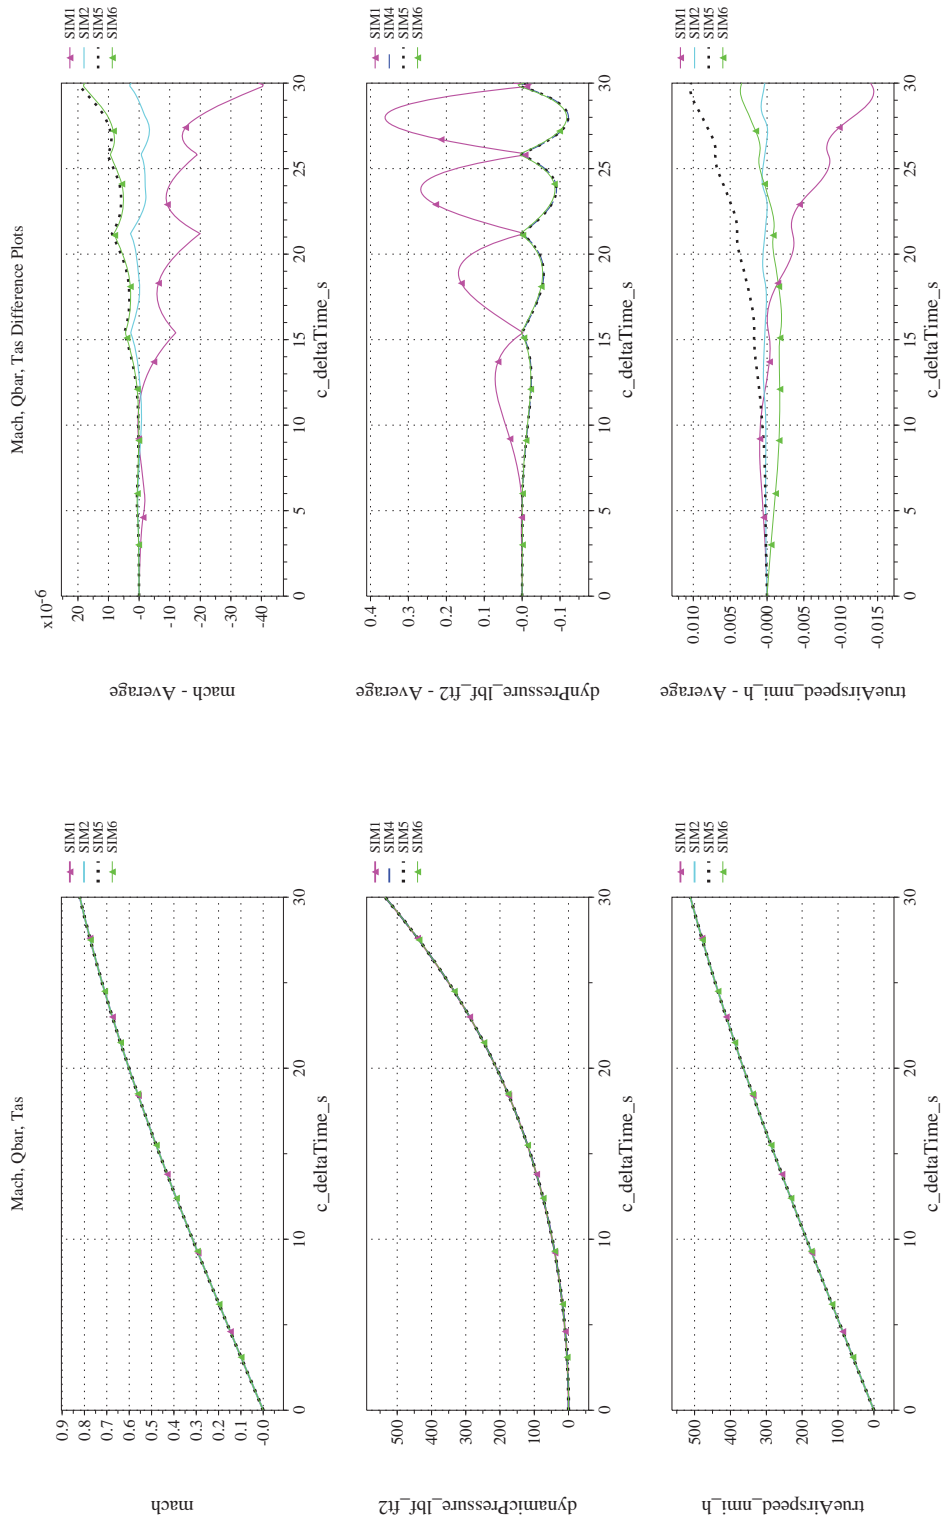 Mach, Qbar, Tas
SIM1
SIM2
SIM5
SIM6
0.9
0.8
0.7
0.6
0.5
0.4
0.3
0.2
0.1
-0.0
mach
0
10
20
30
c_deltaTime_s
SIM1
SIM4
SIM5
SIM6
500
400
300
200
100
0
dynamicPressure_lbf_ft2
0
10
20
30
c_deltaTime_s
SIM1
SIM2
SIM5
SIM6
500
400
300
200
100
0
trueAirspeed_nmi_h
0
10
20
30
c_deltaTime_s
Mach, Qbar, Tas Difference Plots
x10-6
SIM1
SIM2
SIM5
SIM6
20
10
-0
-10
-20
-30
-40
mach - Average
0
5
10
15
20
25
30
c_deltaTime_s
SIM1
SIM4
SIM5
SIM6
0.4
0.3
0.2
0.1
-0.0
-0.1
dynPressure_lbf_ft2 - Average
0
5
10
15
20
25
30
c_deltaTime_s
SIM1
SIM2
SIM5
SIM6
0.010
0.005
-0.000
-0.005
-0.010
-0.015
trueAirspeed_nmi_h - Average
0
5
10
15
20
25
30
c_deltaTime_s